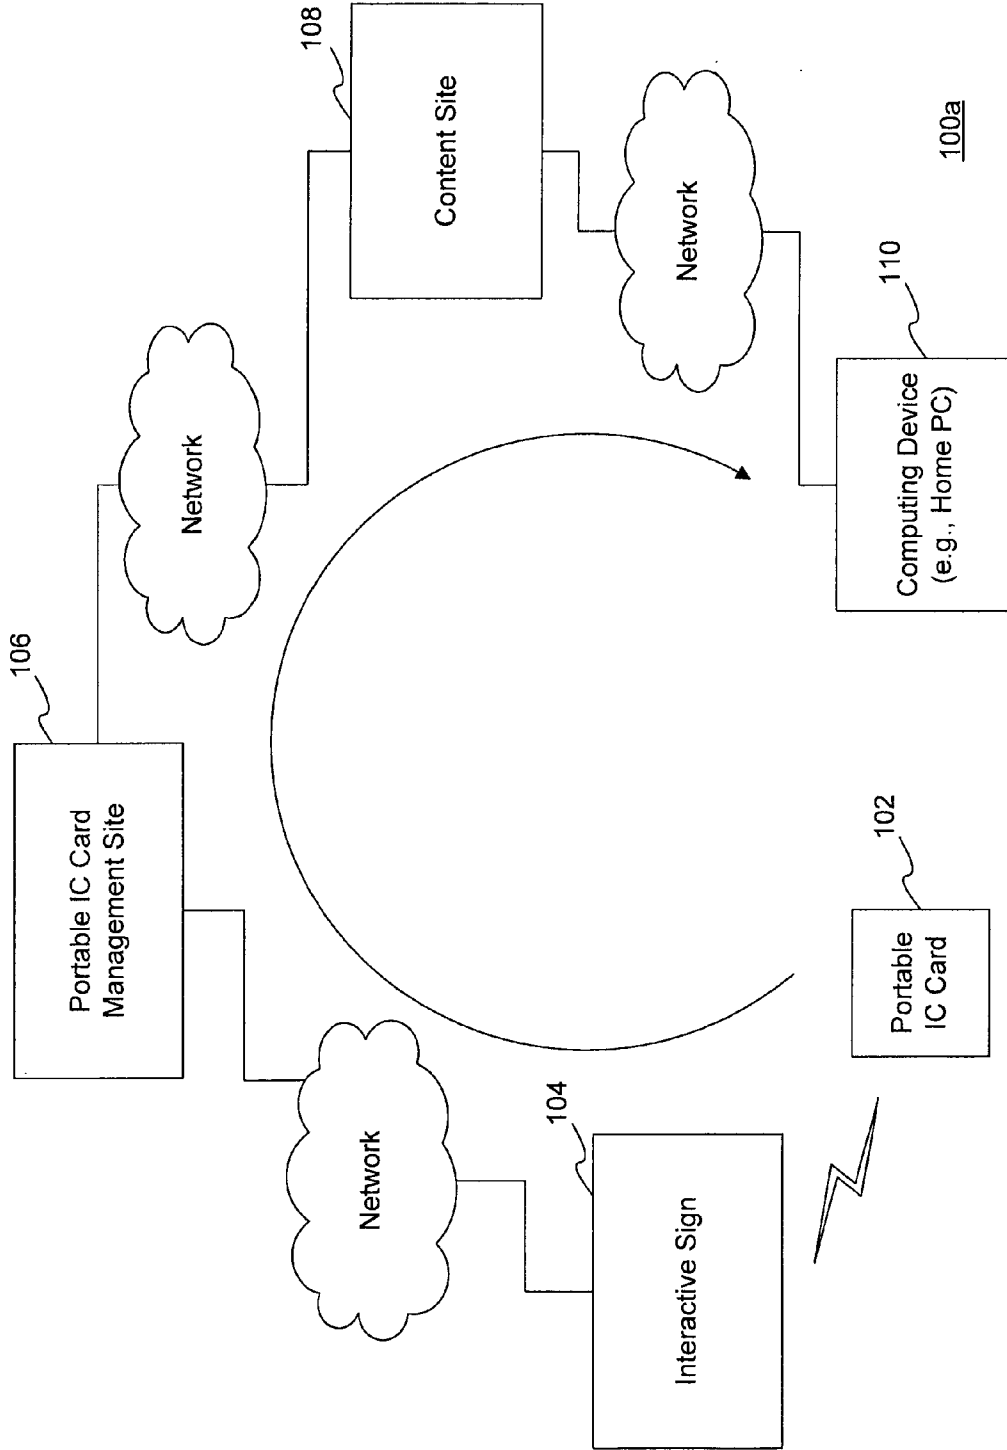 106
Portable IC Card
Management Site
108
Network
Content Site
Network
104
Network
Interactive Sign
102
Portable
IC Card
110
Computing Device
(e.g., Home PC)
100a